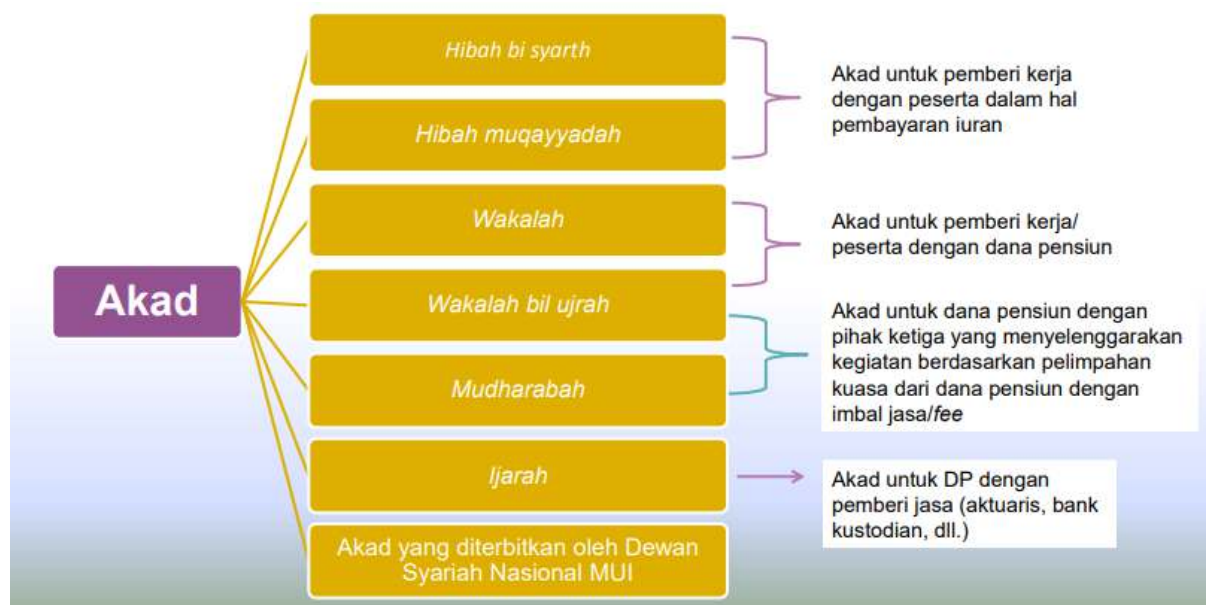 Akad
Hibah bi syarth
Hibah muqayyadah
Akad untuk pemberi kerja
dengan peserta dalam hal
pembayaran iuran
Wakalah
Wakalah bil ujrah
Akad untuk pemberi kerja/
peserta dengan dana pensiun
Mudharabah
Akad untuk dana pensiun dengan
pihak ketiga yang menyelenggarakan
kegiatan berdasarkan pelimpahan
kuasa dari dana pensiun dengan
imbal jasa/fee
Ijarah
Akad untuk DP dengan
pemberi jasa (aktuaris, bank
kustodian, dll.)
Akad yang diterbitkan oleh Dewan
Syariah Nasional MUI